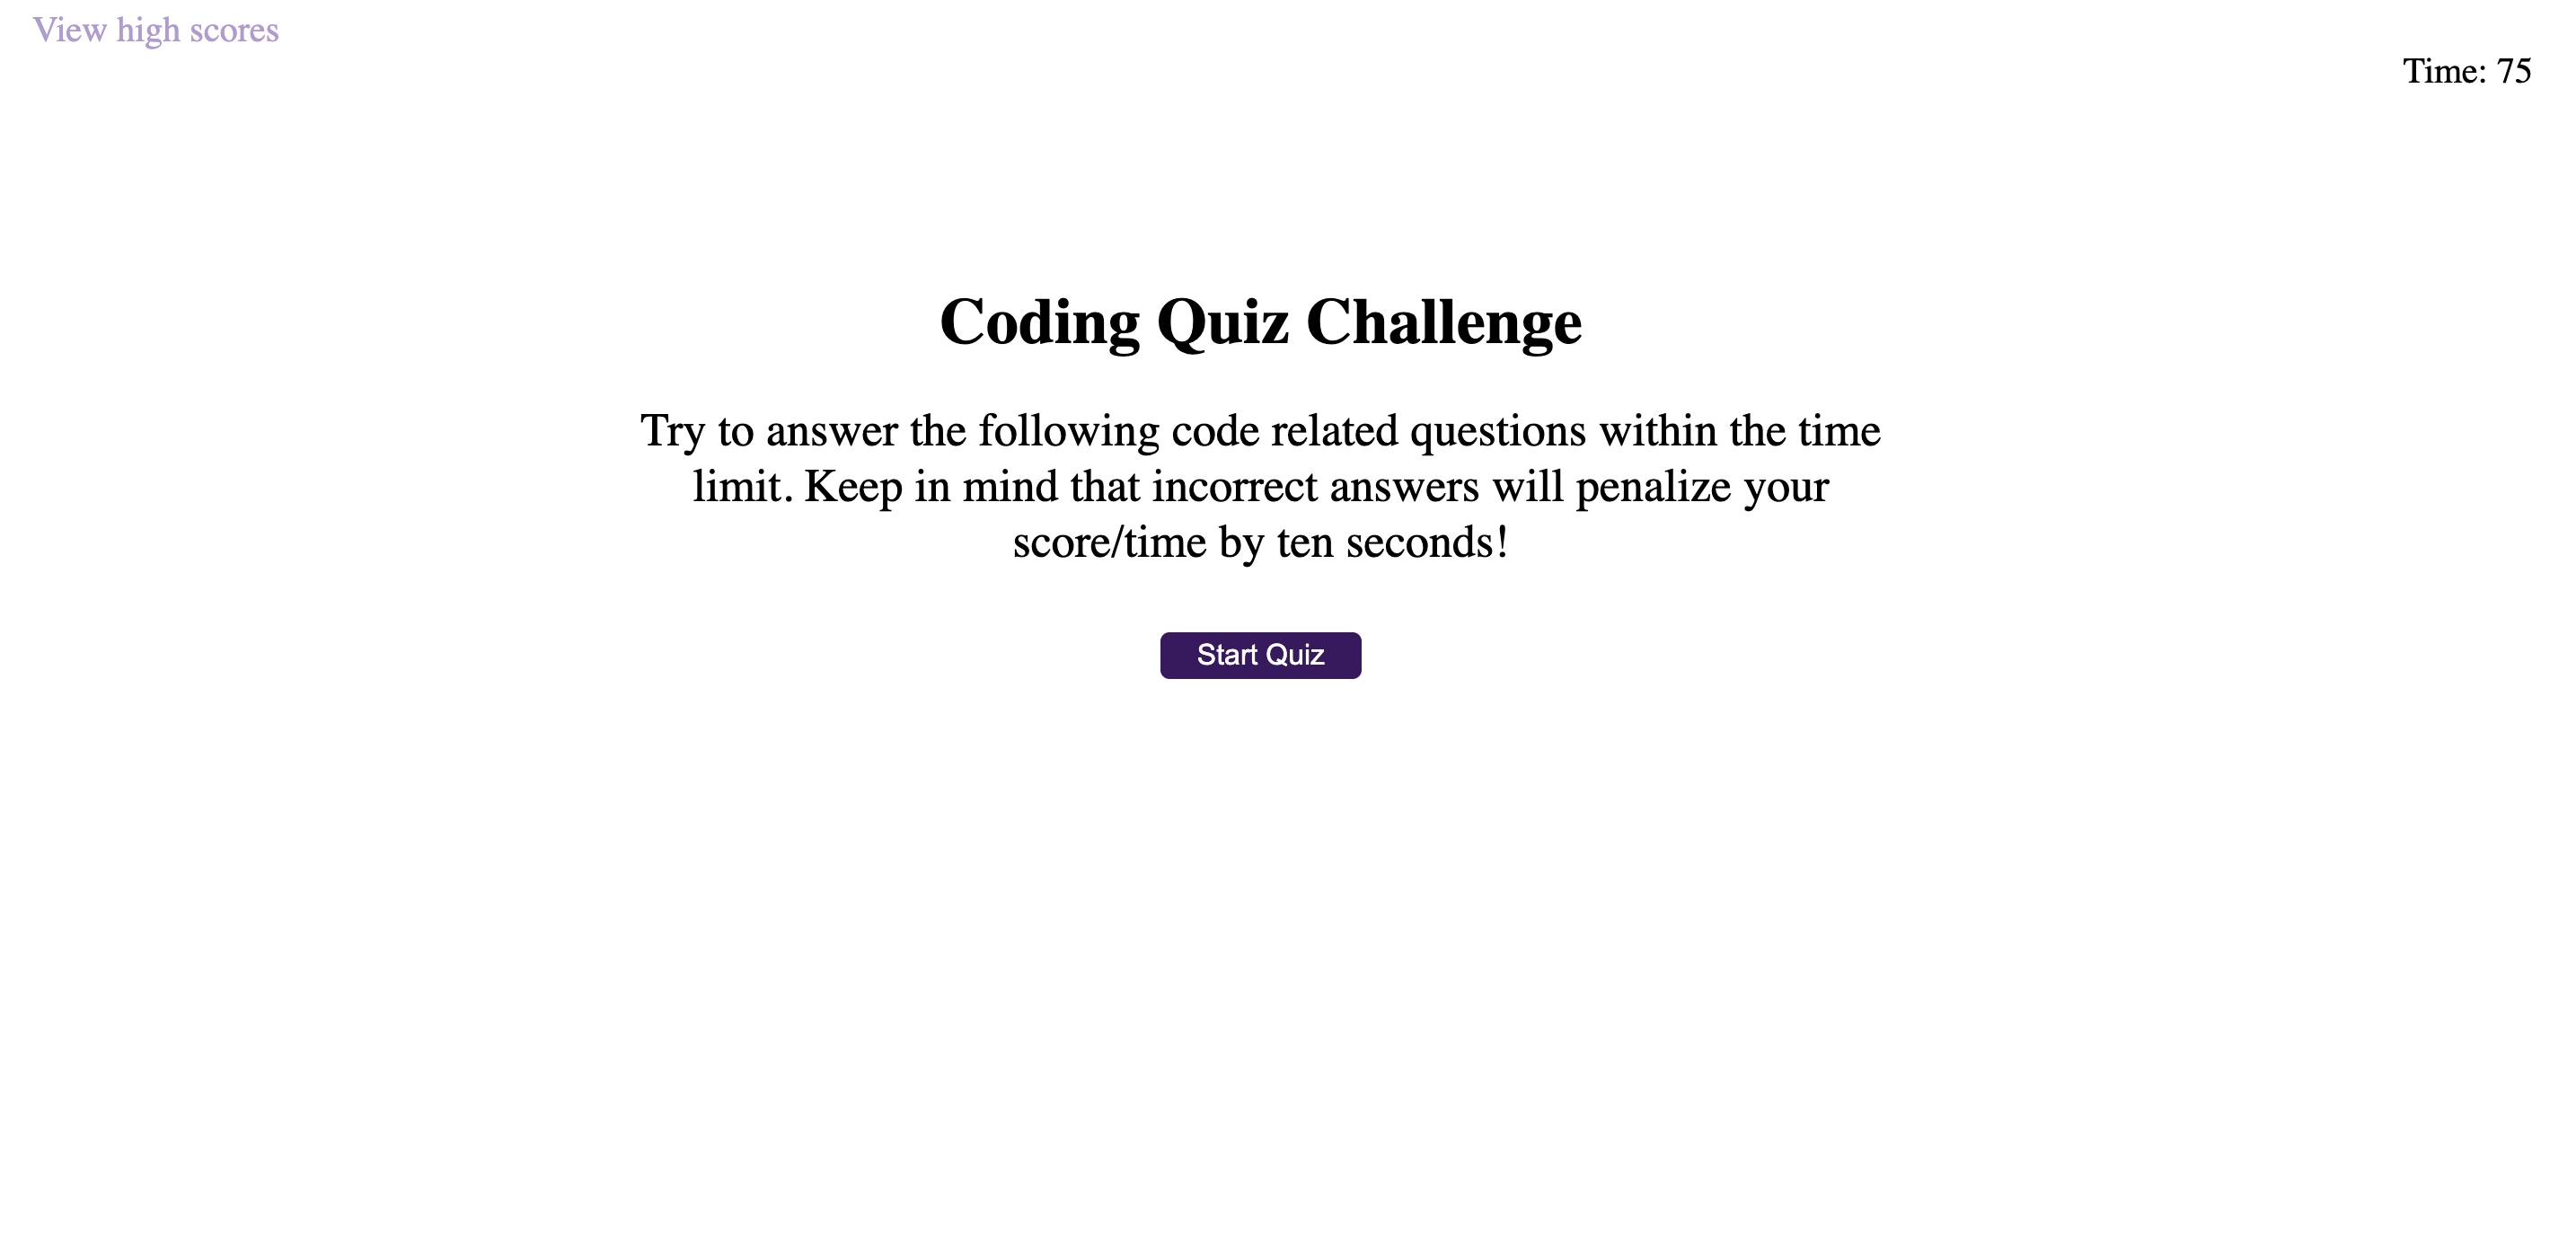 View high scores
Time: 75
Coding Quiz Challenge
Try to answer the following code related questions within the time
limit. Keep in mind that incorrect answers will penalize your
score/time by ten seconds!
Start Quiz